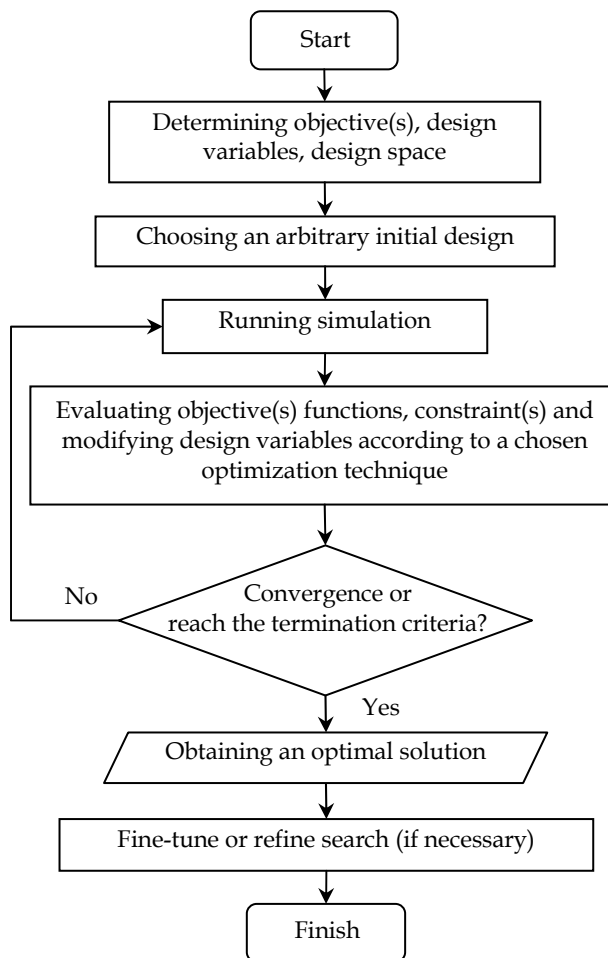 Start
Determining objective(s), design
variables, design space
Choosing an arbitrary initial design
Running simulation
Evaluating objective(s) functions, constraint(s) and
modifying design variables according to a chosen
optimization technique
No
Convergence or
reach the termination criteria?
Yes
Obtaining an optimal solution
Fine-tune or refine search (if necessary)
Finish